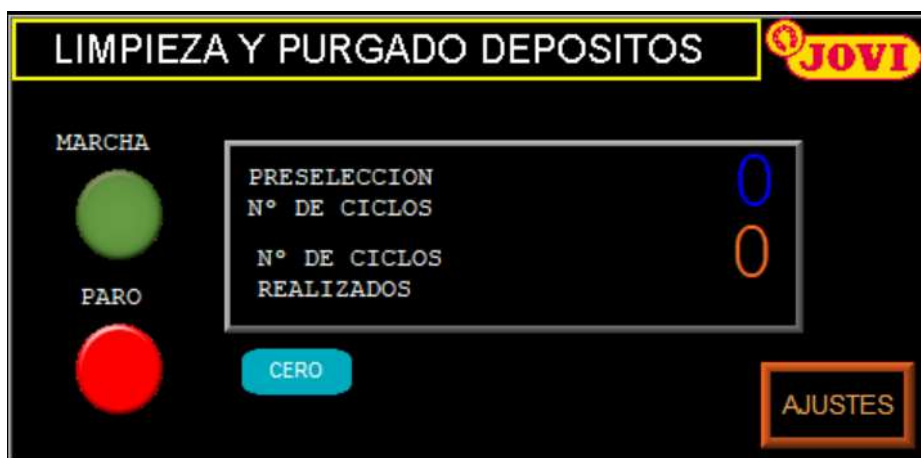 LIMPIEZA Y PURGADO DEPOSITOS
JOVI
MARCHA
PRESELECCION
Nº DE CICLOS
0
Nº DE CICLOS
REALIZADOS
0
PARO
CERO
AJUSTES